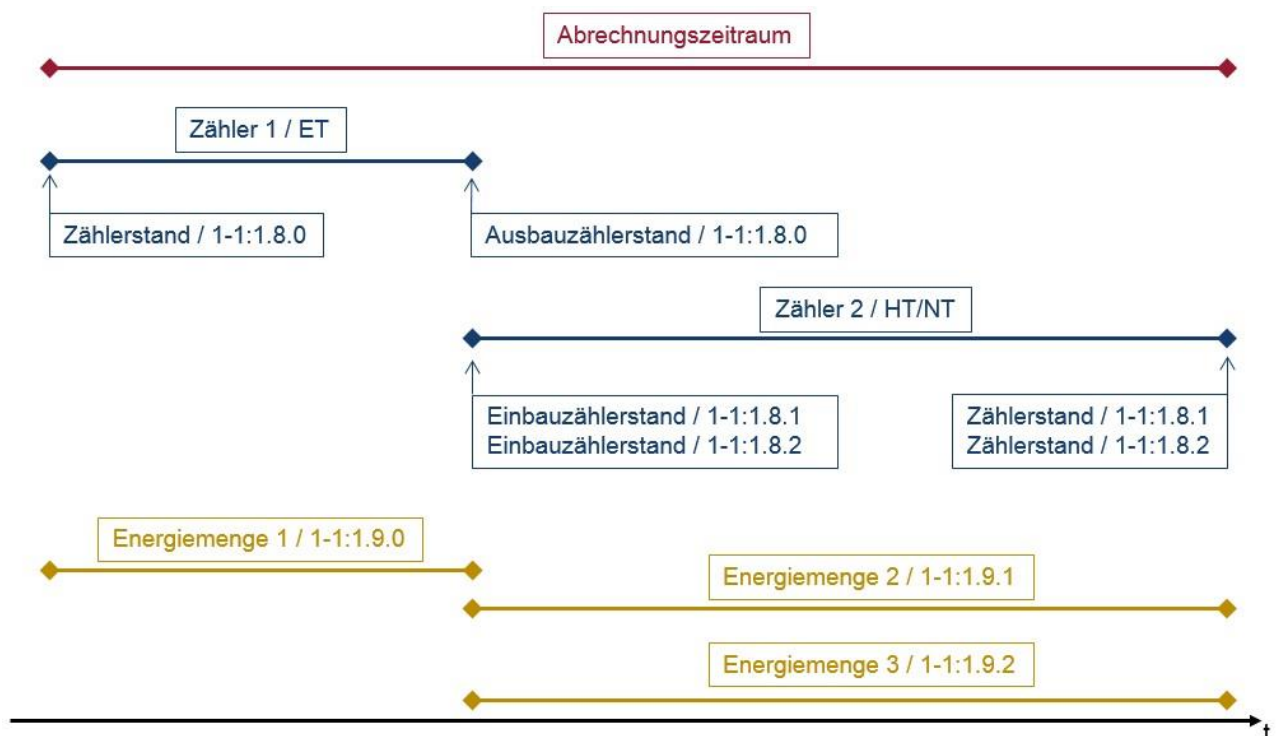 Abrechnungszeitraum
Zähler 1 / ET
Zählerstand / 1-1:1.8.0
Ausbauzählerstand / 1-1:1.8.0
Zähler 2 / HT/NT
Einbauzählerstand / 1-1:1.8.1
Einbauzählerstand / 1-1:1.8.2
Zählerstand / 1-1:1.8.1
Zählerstand / 1-1:1.8.2
Energiemenge 1 / 1-1:1.9.0
Energiemenge 2 / 1-1:1.9.1
Energiemenge 3 / 1-1:1.9.2
t